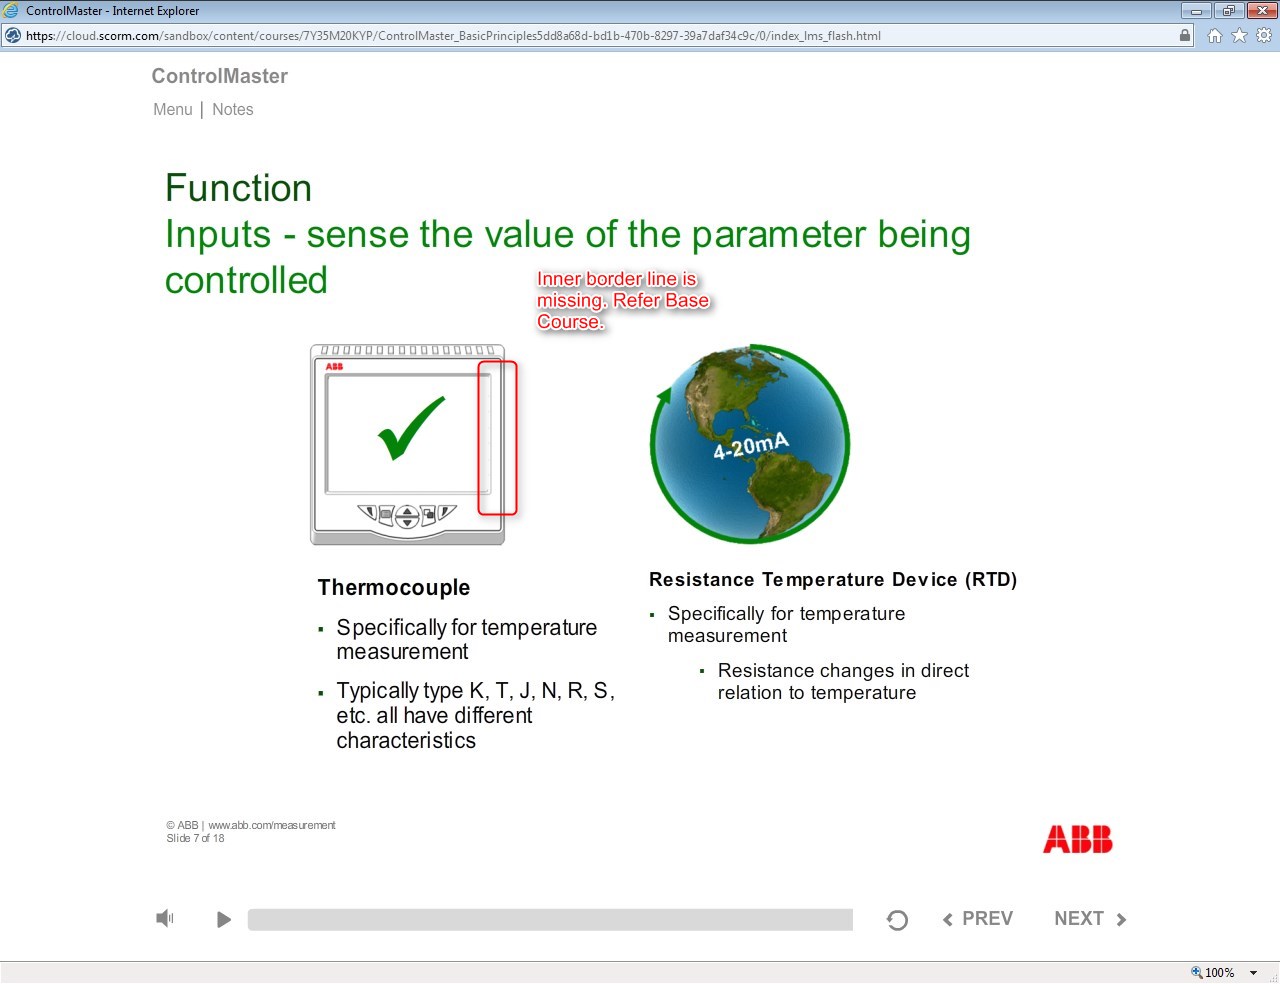 ControlMaster - Internet Explorer
https://cloud.scorm.com/sandbox/content/courses/7Y35M20KYP/ControlMaster_BasicPrinciples5dd8a68d-bd1b-470b-8297-39a7daf34c9c/0/index_lms_flash.html
ControlMaster
Menu | Notes
Function
Inputs - sense the value of the parameter being
controlled
Inner border line is
missing. Refer Base
Course.
ABB
4-20mA
Thermocouple
▪ Specifically for temperature
measurement
▪ Typically type K, T, J, N, R, S,
etc. all have different
characteristics
Resistance Temperature Device (RTD)
▪ Specifically for temperature
measurement
▪ Resistance changes in direct
relation to temperature
© ABB | www.abb.com/measurement
Slide 7 of 18
ABB
PREV
NEXT
100%